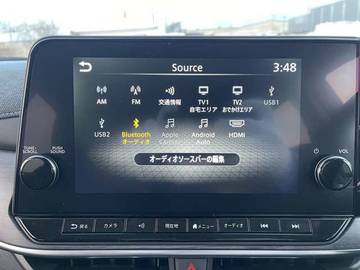 Source
3:48
AM
FM
交通情報
TV1
自宅エリア
TV2
おでかけエリア
USB1
USB2
Bluetooth
オーディオ
Apple
CarPlay
Android
Auto
HDMI
オーディオソースバーの編集
TUNE-
SCROLL
PUSH
SOUND
VOL
戻る
カメラ
現在地
メニュー
オーディオ